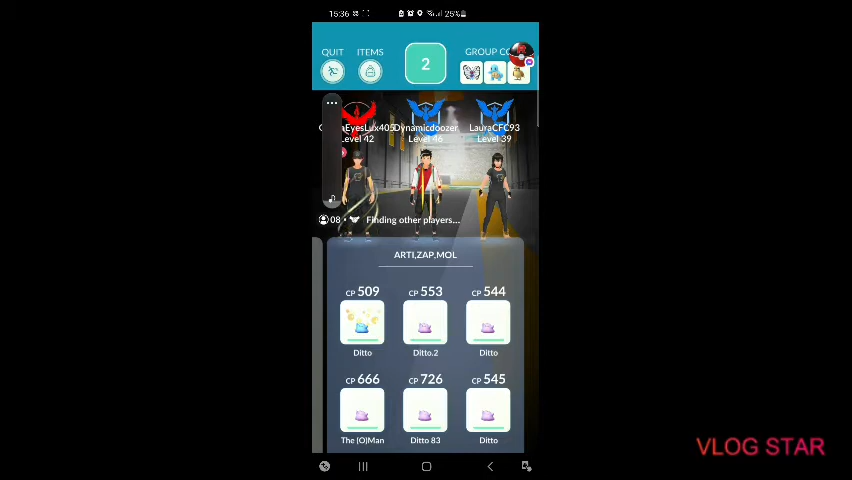 15:36
25%
QUIT ITEMS 2 GROUP
EyesLux405 Dynamicdoozer LauraCFC93
Level 42 Level 46 Level 39
08 • Finding other players...
ARTI,ZAP,MOL
CP 509 CP 553 CP 544
Ditto Ditto.2 Ditto
CP 666 CP 726 CP 545
The (O)Man Ditto 83 Ditto
VLOG STAR